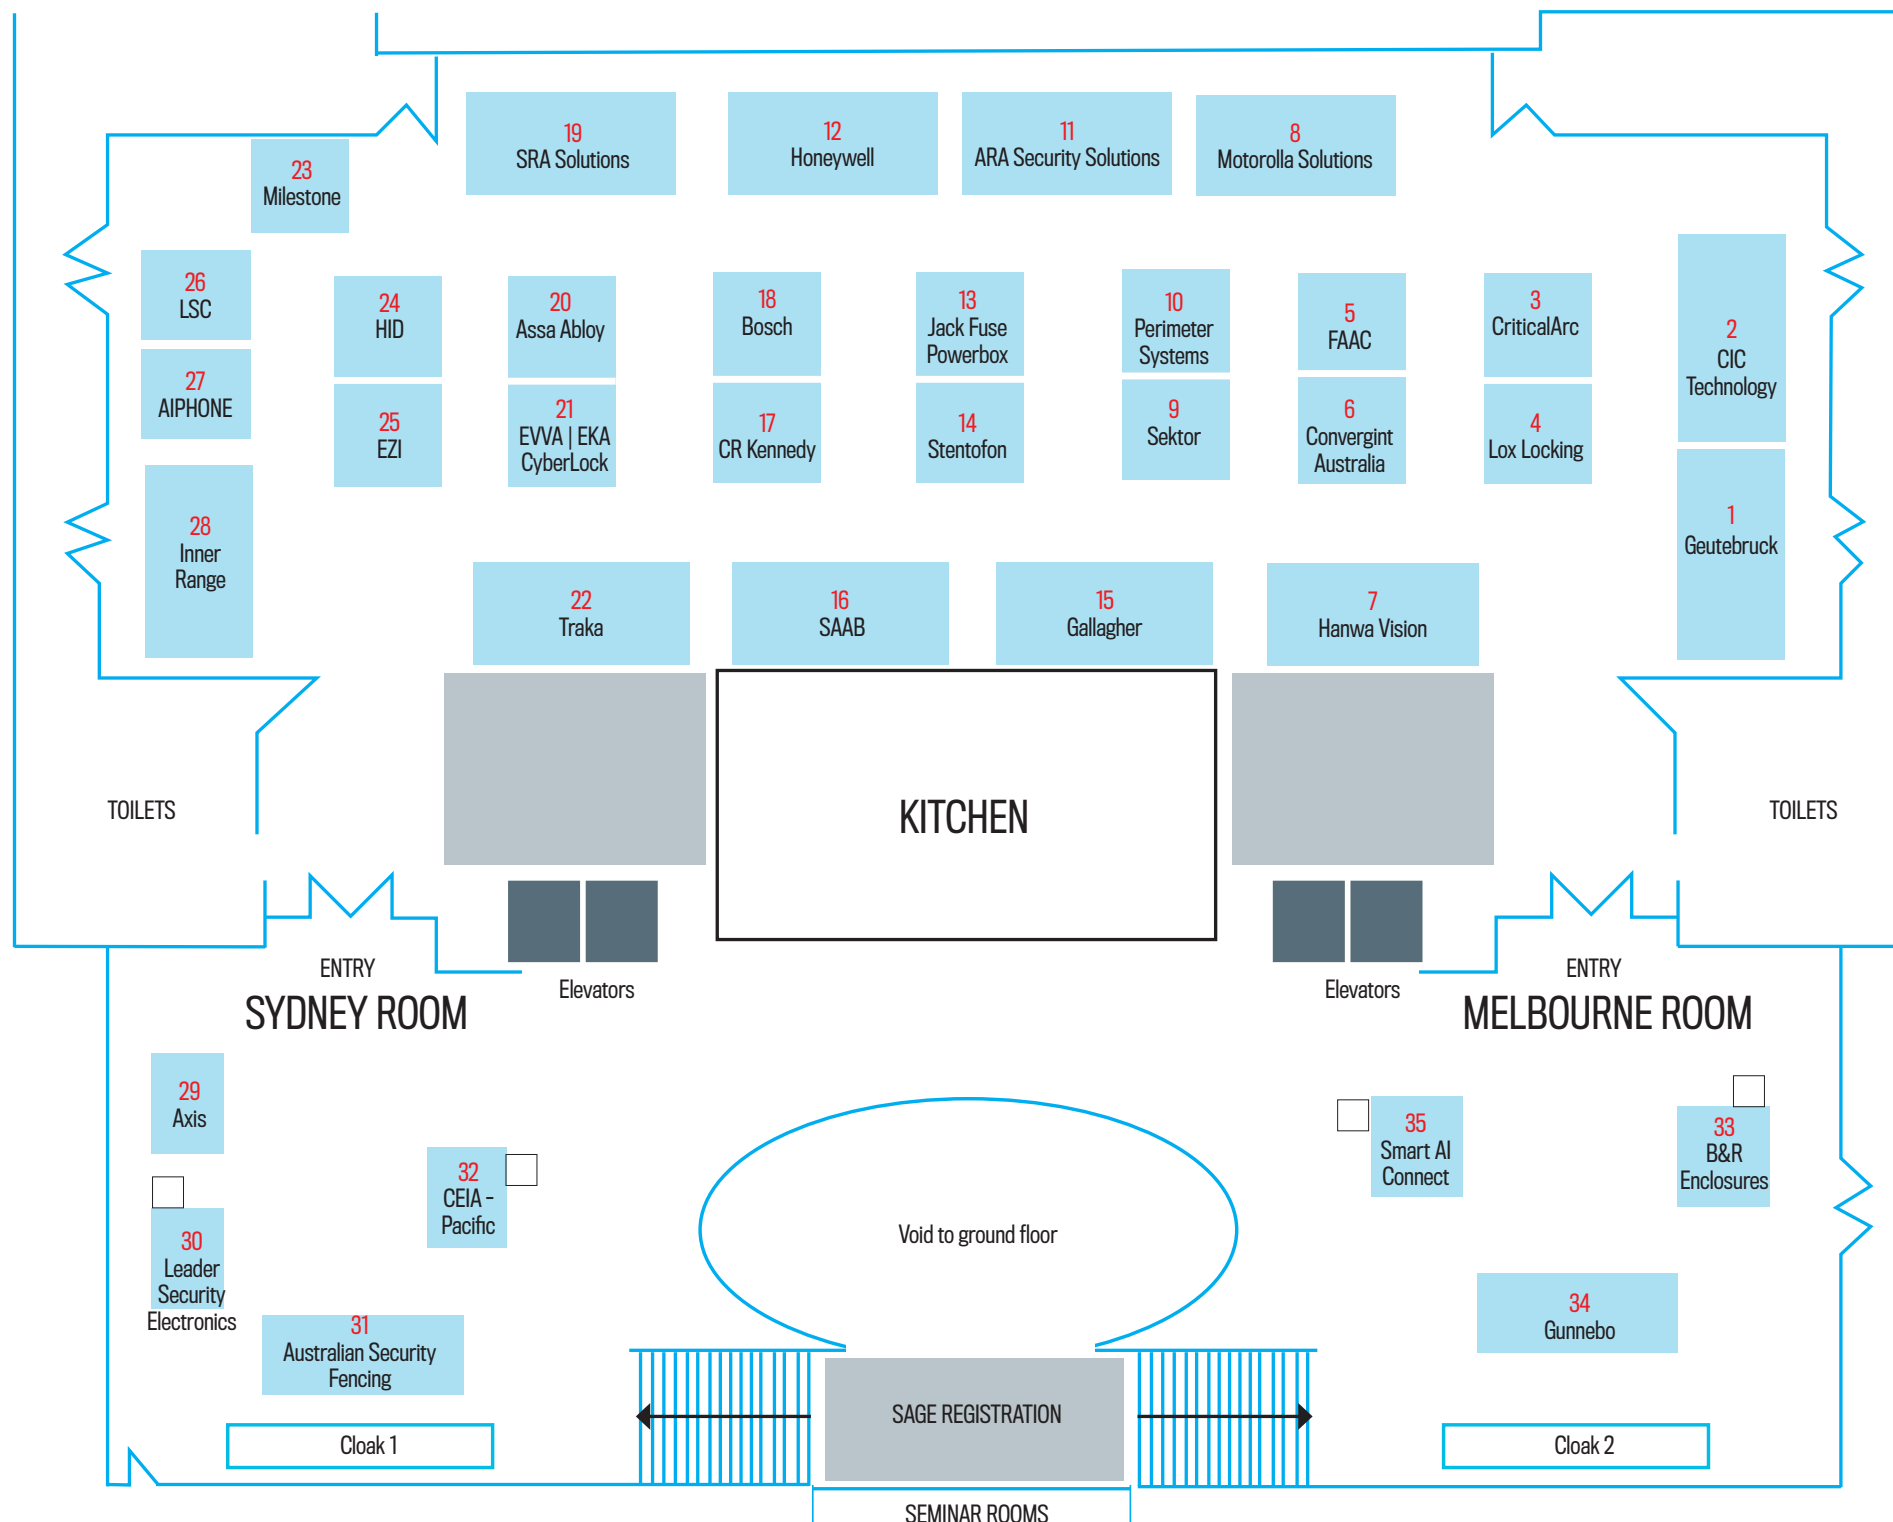 19
SRA Solutions
12
Honeywell
11
ARA Security Solutions
8
Motorolla Solutions
23
Milestone
26
LSC
27
AIPHONE
28
Inner
Range
24
HID
25
EZI
20
Assa Abloy
21
EVVA | EKA
CyberLock
18
Bosch
17
CR Kennedy
13
Jack Fuse
Powerbox
14
Stentofon
10
Perimeter
Systems
9
Sektor
5
FAAC
6
Convergint
Australia
3
CriticalArc
4
Lox Locking
2
CIC
Technology
1
Geutebruck
22
Traka
16
SAAB
15
Gallagher
7
Hanwa Vision
TOILETS
KITCHEN
TOILETS
ENTRY
SYDNEY ROOM
Elevators
Elevators
ENTRY
MELBOURNE ROOM
29
Axis
30
Leader
Security
Electronics
32
CEIA -
Pacific
31
Australian Security
Fencing
Cloak 1
Void to ground floor
SAGE REGISTRATION
SEMINAR ROOMS
35
Smart AI
Connect
33
B&R
Enclosures
34
Gunnebo
Cloak 2